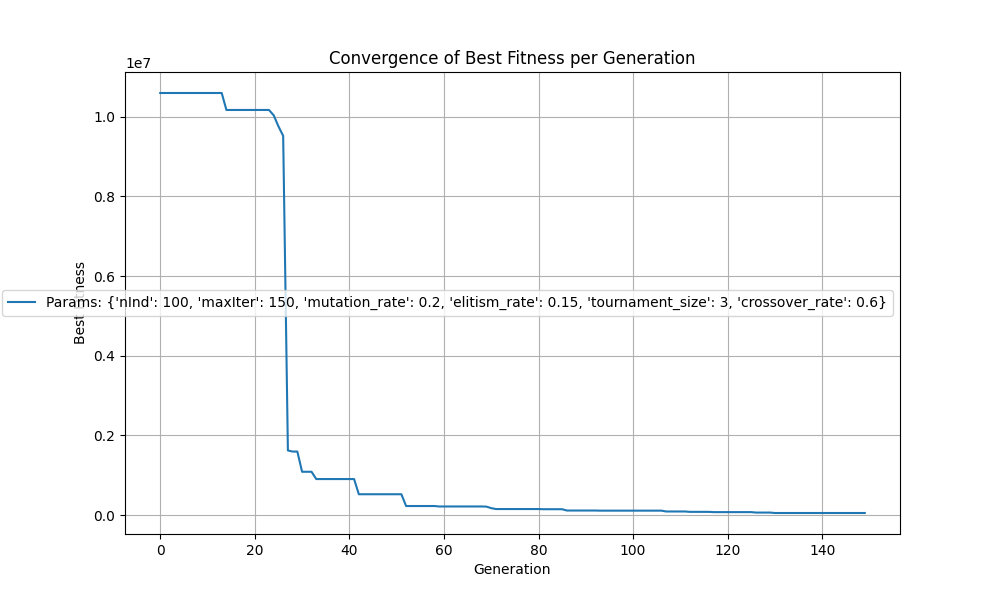 Convergence of Best Fitness per Generation
1e7
1.0
0.8
0.6
Params: {'nInd': 100, 'maxIter': 150, 'mutation_rate': 0.2, 'elitism_rate': 0.15, 'tournament_size': 3, 'crossover_rate': 0.6}
Best Fitness
0.4
0.2
0.0
0 20 40 60 80 100 120 140
Generation